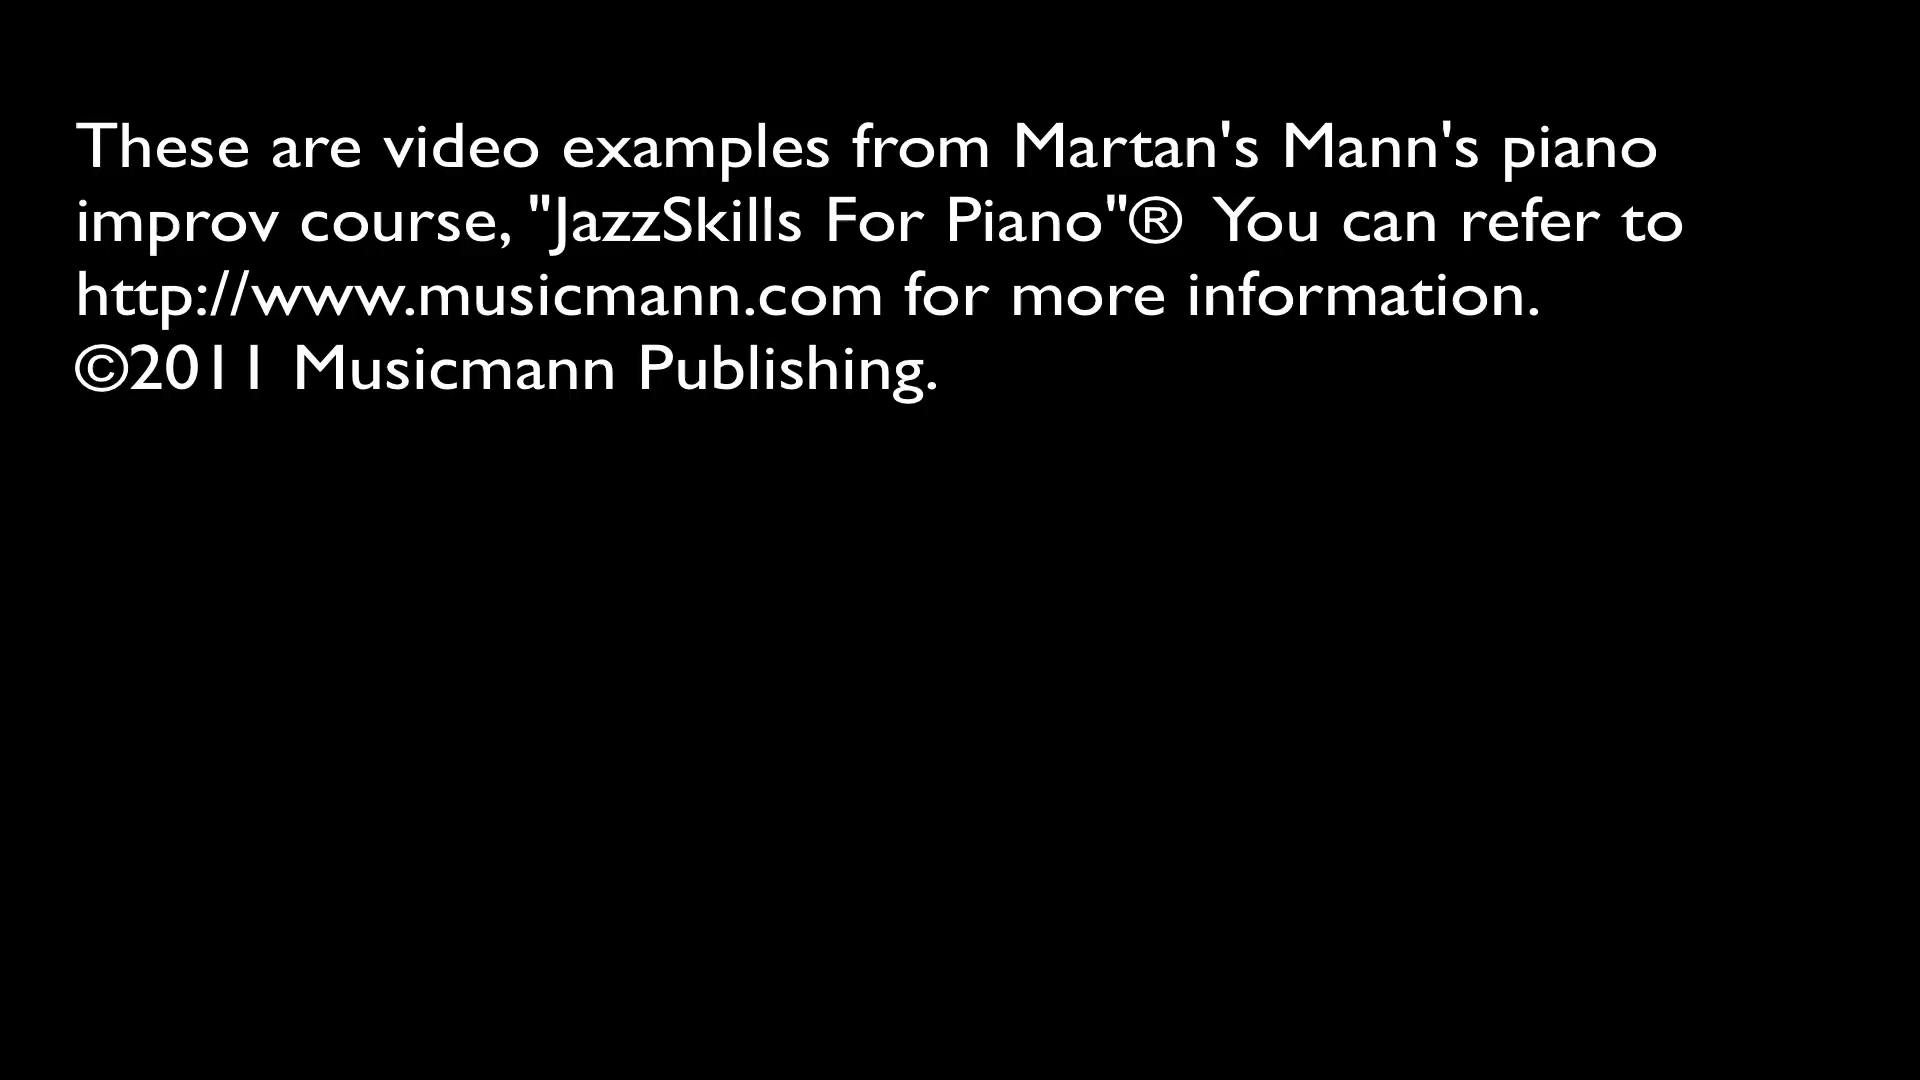 These are video examples from Martan's Mann's piano
improv course, "JazzSkills For Piano"®  You can refer to
http://www.musicmann.com for more information.
©2011 Musicmann Publishing.